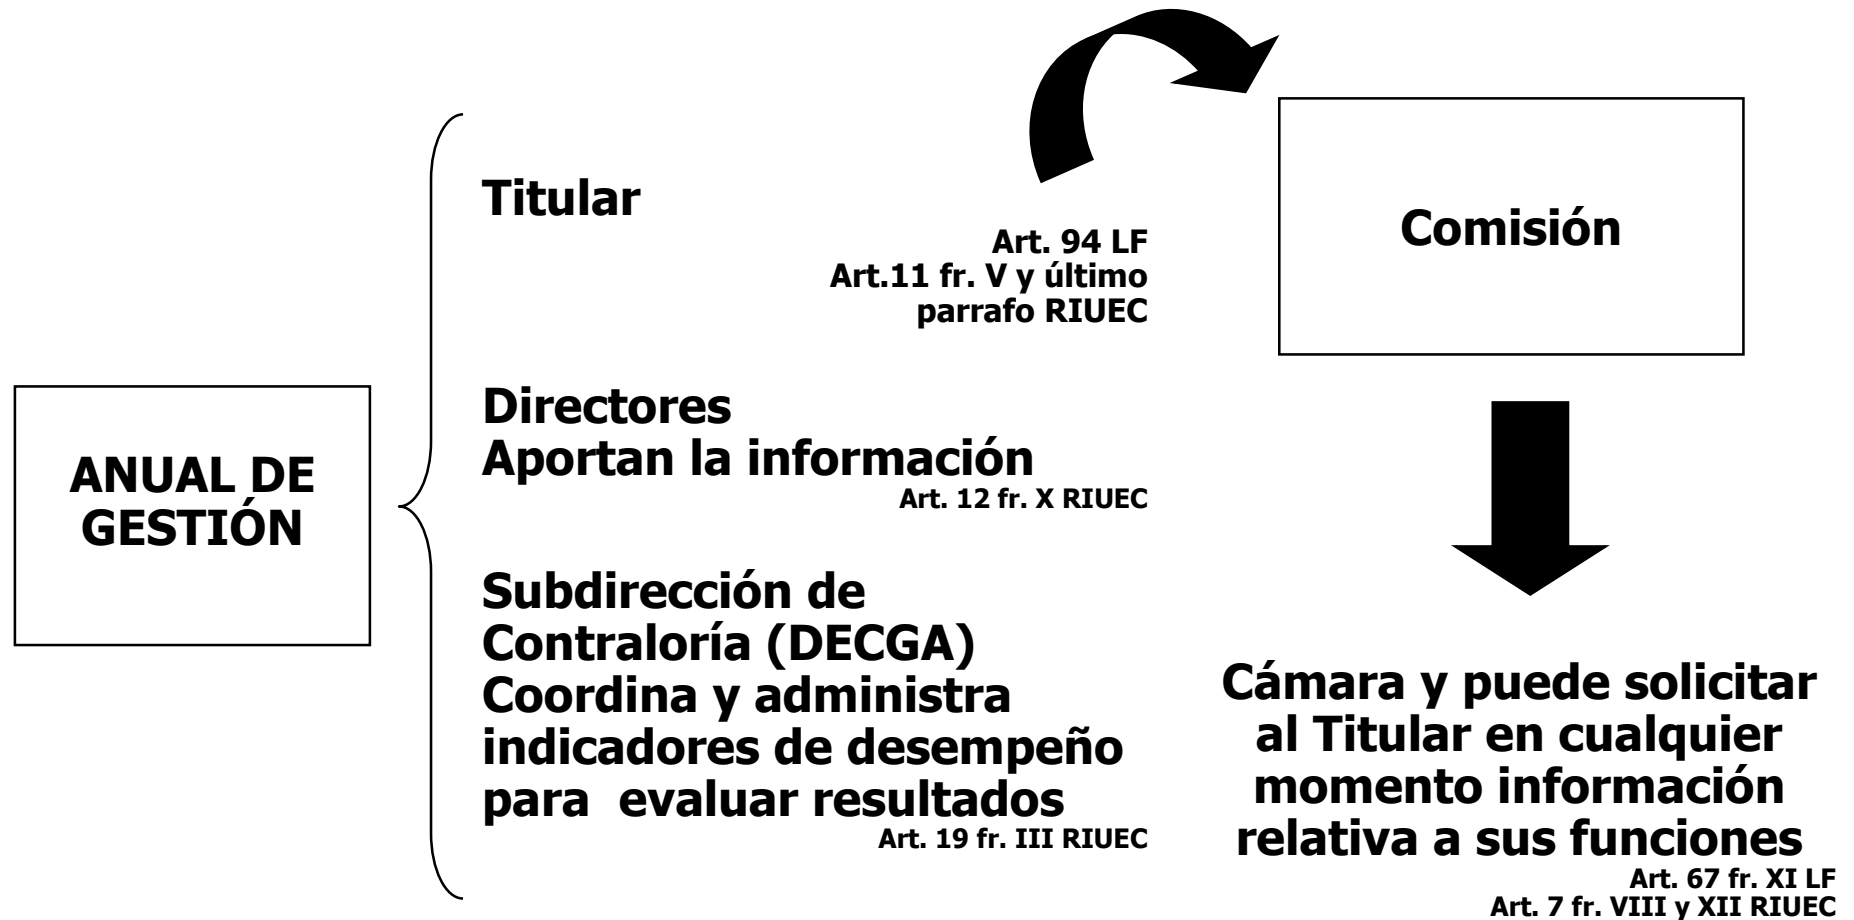 ANUAL DE
GESTIÓN
Titular
Art. 94 LF
Art.11 fr. V y último
parrafo RIUEC
Directores
Aportan la información
Art. 12 fr. X RIUEC
Subdirección de
Contraloría (DECGA)
Coordina y administra
indicadores de desempeño
para  evaluar resultados
Art. 19 fr. III RIUEC
Comisión
Cámara y puede solicitar
al Titular en cualquier
momento información
relativa a sus funciones
Art. 67 fr. XI LF
Art. 7 fr. VIII y XII RIUEC